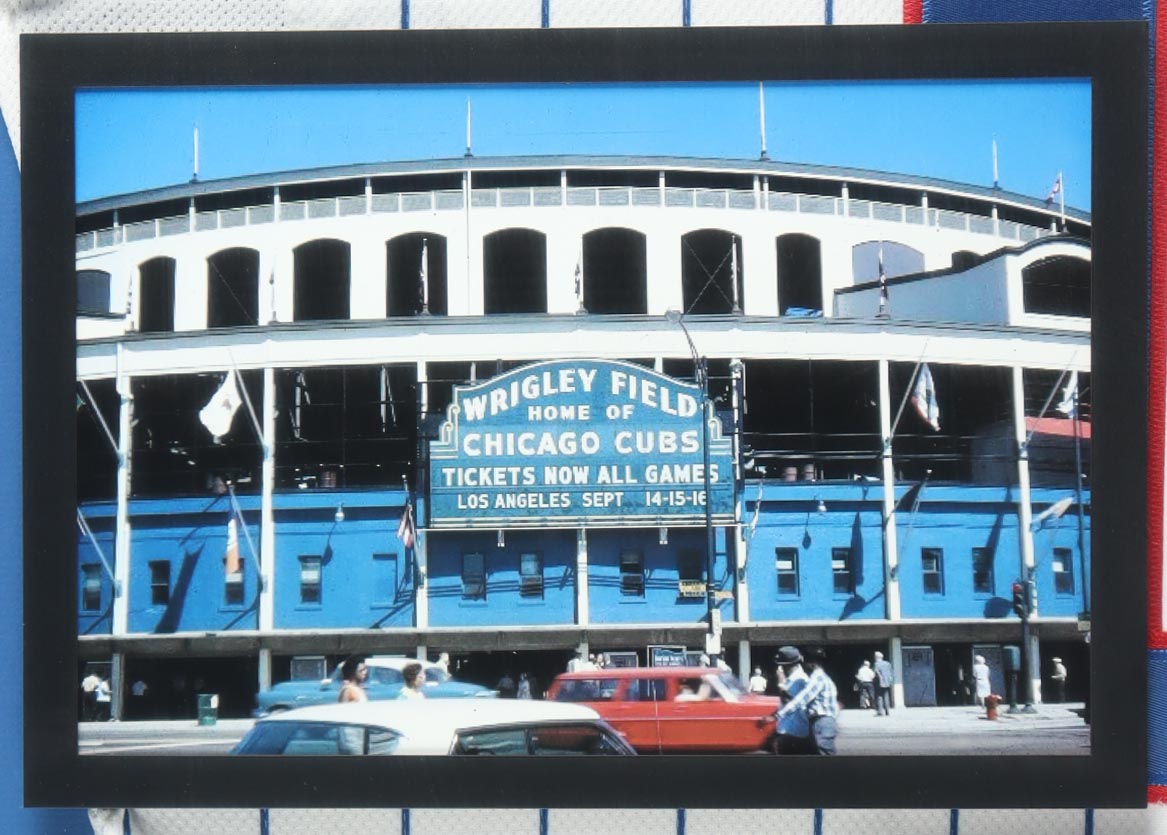 WRIGLEY FIELD
HOME OF
CHICAGO CUBS
TICKETS NOW ALL GAMES
LOS ANGELES SEPT 14-15-16